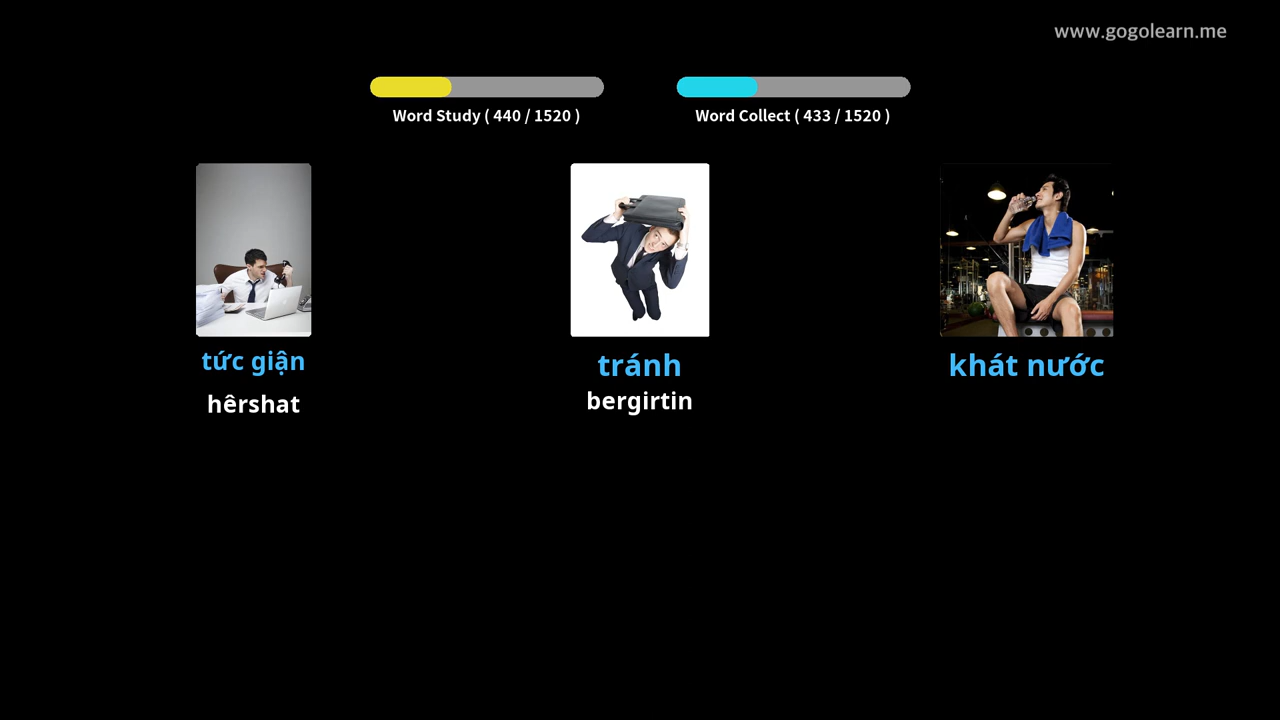 www.gogolearn.me
Word Study ( 440 / 1520 )
Word Collect ( 433 / 1520 )
tức giận
tránh
khát nước
hêrshat
bergirtin